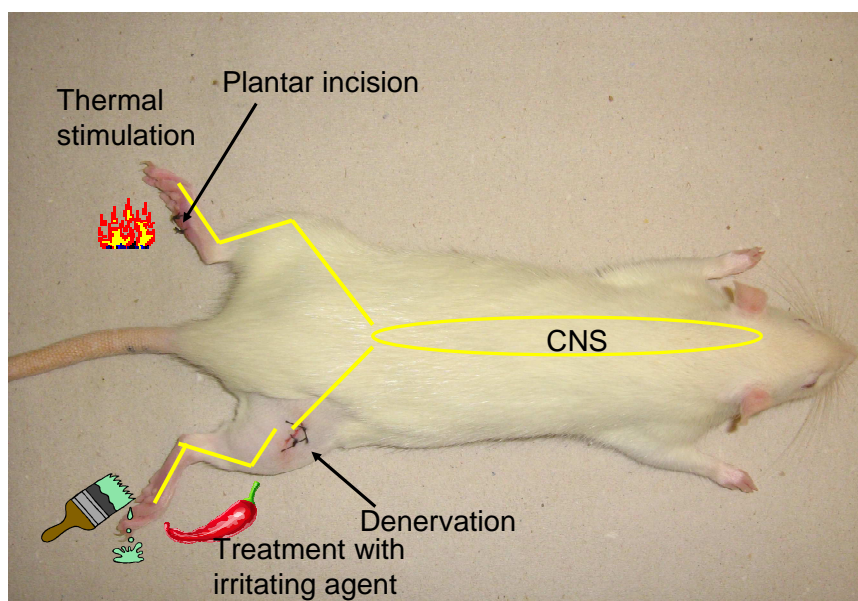 Plantar incision
Thermal
stimulation
CNS
Denervation
Treatment with
irritating agent